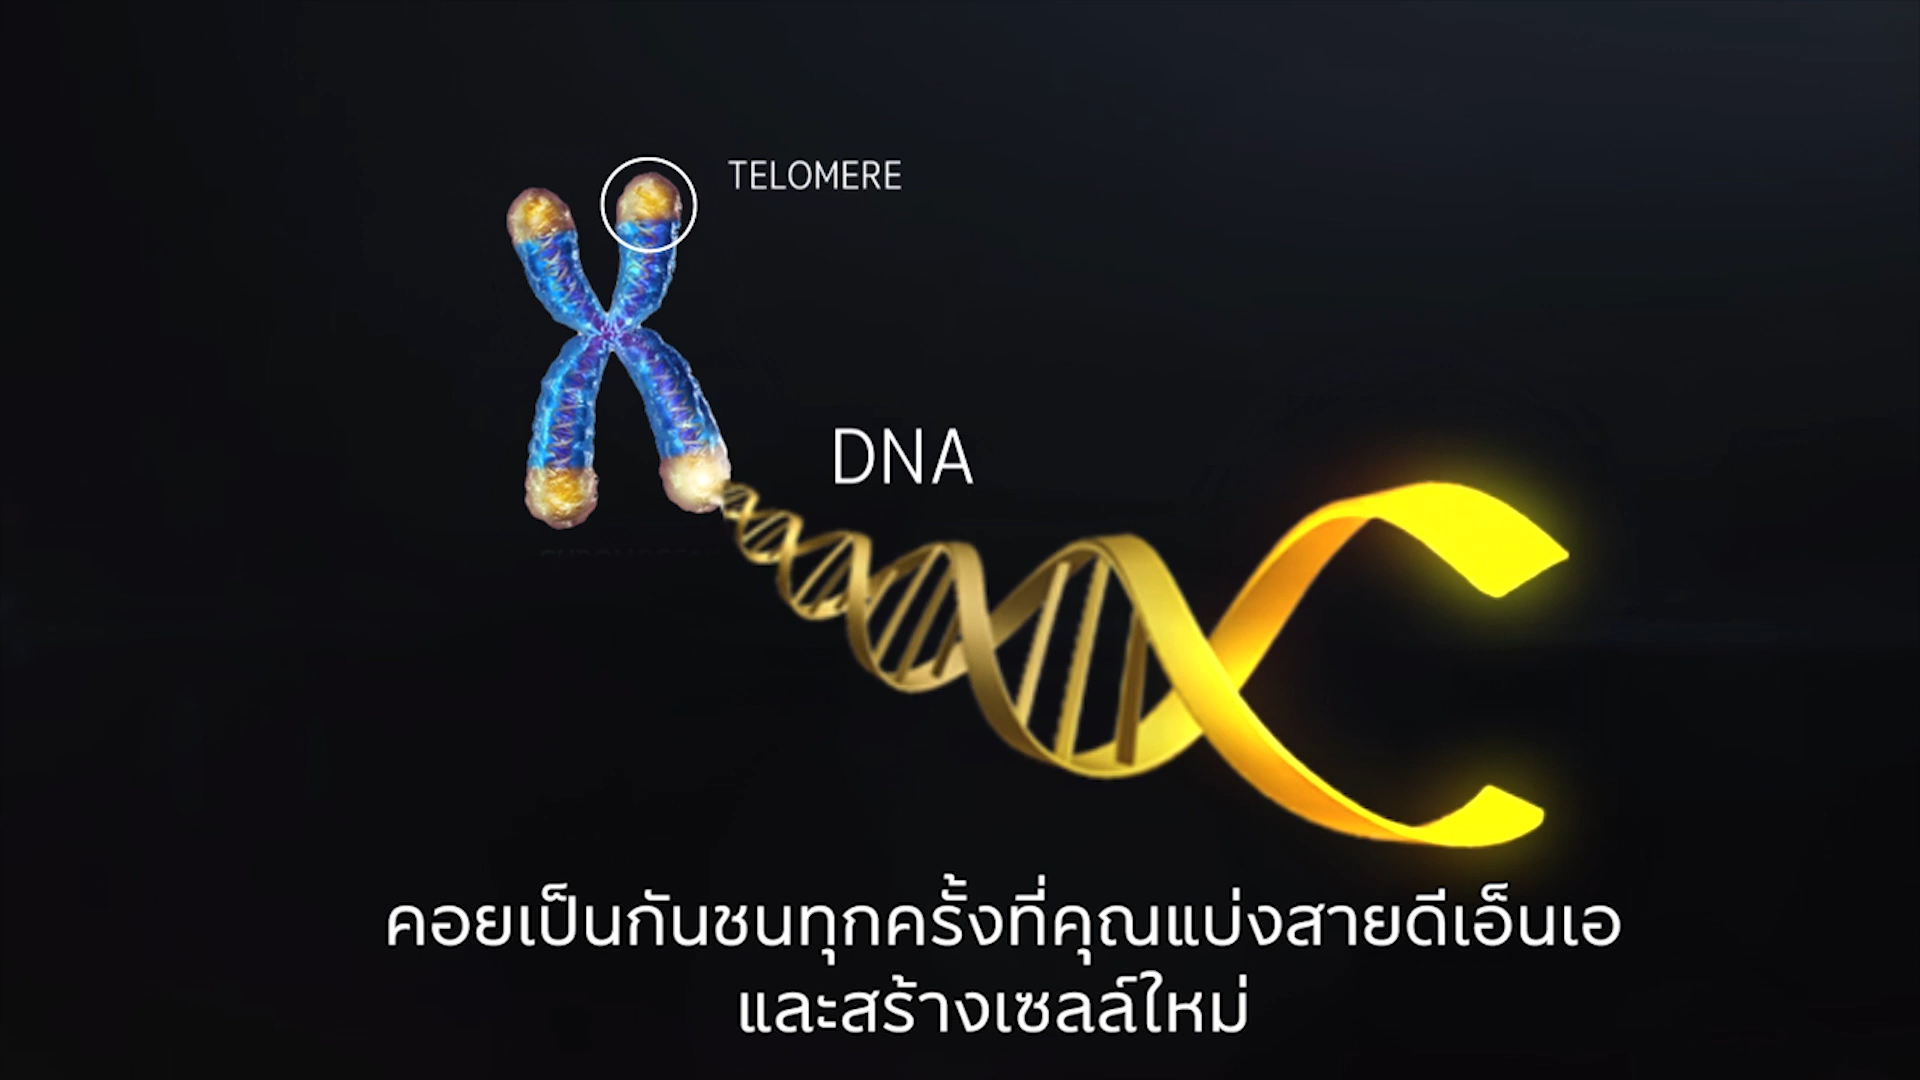 TELOMERE
DNA
คอยเป็นกันชนทุกครั้งที่คุณแบ่งสายดีเอ็นเอ
และสร้างเซลล์ใหม่